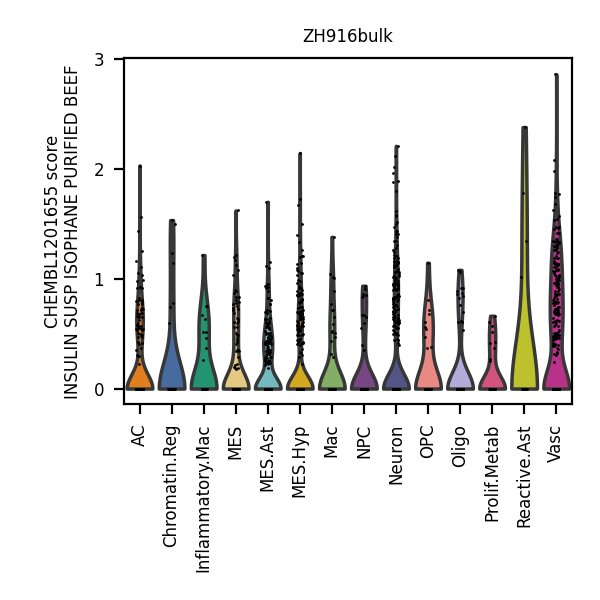 ZH916bulk
CHEMBL1201655 score
INSULIN SUSP ISOPHANE PURIFIED BEEF
3
2
1
0
AC
Chromatin.Reg
Inflammatory.Mac
MES
MES.Ast
MES.Hyp
Mac
NPC
Neuron
OPC
Oligo
Prolif.Metab
Reactive.Ast
Vasc